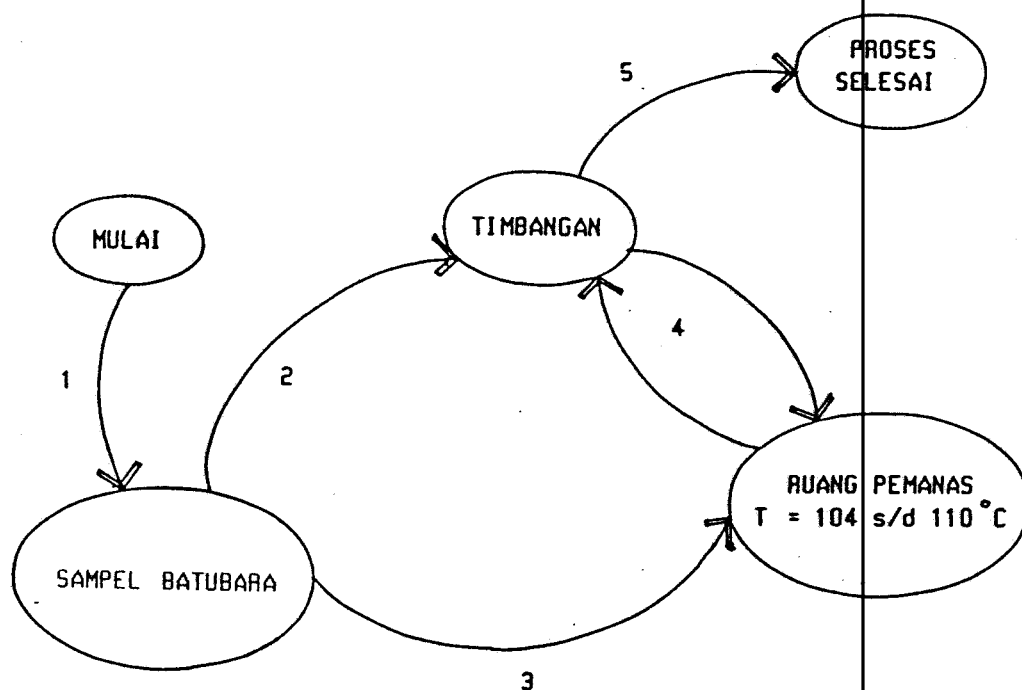 PROSES
SELESAI
5
TIMBANGAN
MULAI
4
1
2
RUANG PEMANAS
T = 104 s/d 110°C
SAMPEL BATUBARA
3